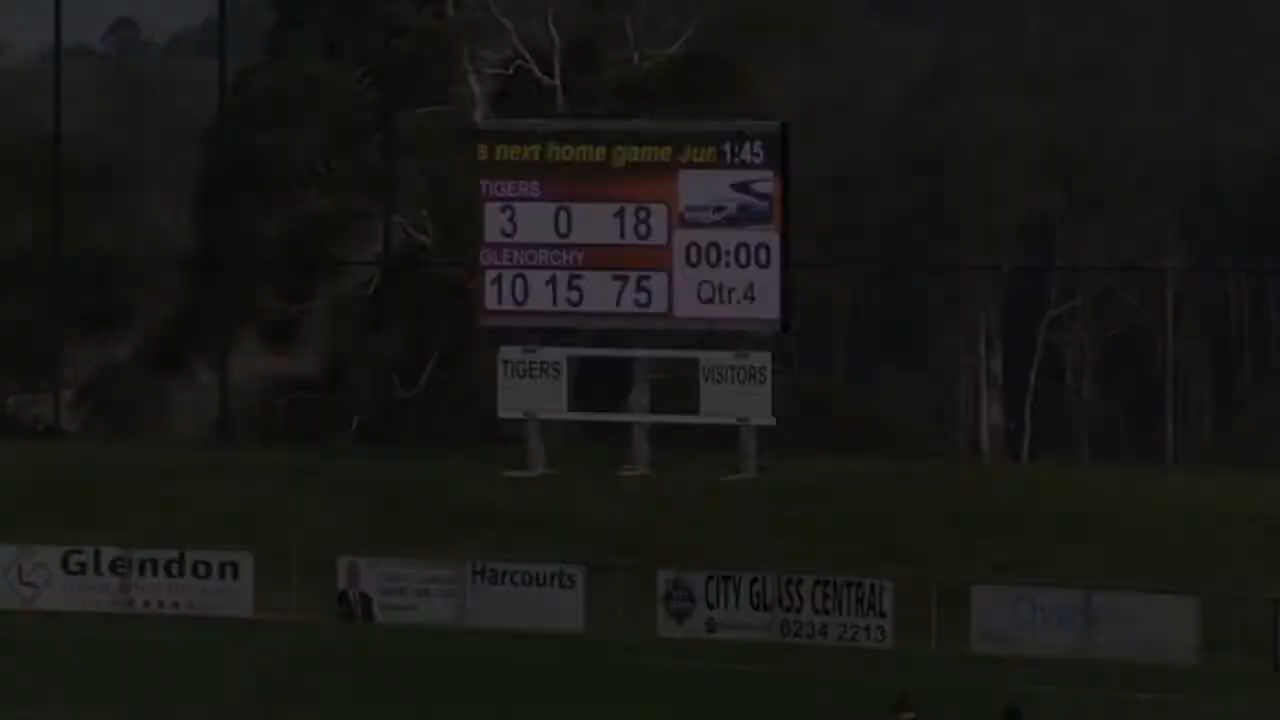 s next home game Jun 1:45
TIGERS
3 0 18
GLENORCHY
10 15 75
00:00
Qtr.4
TIGERS VISITORS
Glendon
Harcourts
CITY GLASS CENTRAL
6234 2213